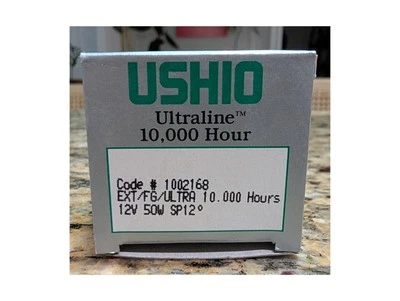 USHIO
Ultraline™
10,000 Hour
Code # 1002168
EXT/FG/ULTRA 10.000 Hours
12V 50W SP12°